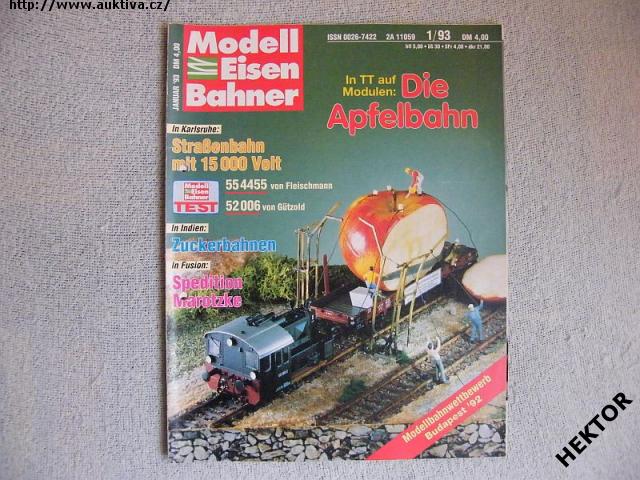 http://www.auktiva.cz/
ISSN 0026-7422 2A 11059 1/93 DM 4,00
JANUAR '93 DM 4,00
Modell
Eisen
Bahner
In TT auf
Modulen: Die
Apfelbahn
in Karlsruhe:
Straßenbahn
mit 15 000 Volt
Modell
Eisen
Bahner
TEST
55 4455 von Fleischmann
52 006 von Gützold
in Indien:
Zuckerbahnen
in Fusion:
Spedition
Marotzke
Modellbahnwettbewerb
Budapest '92
HEKTOR